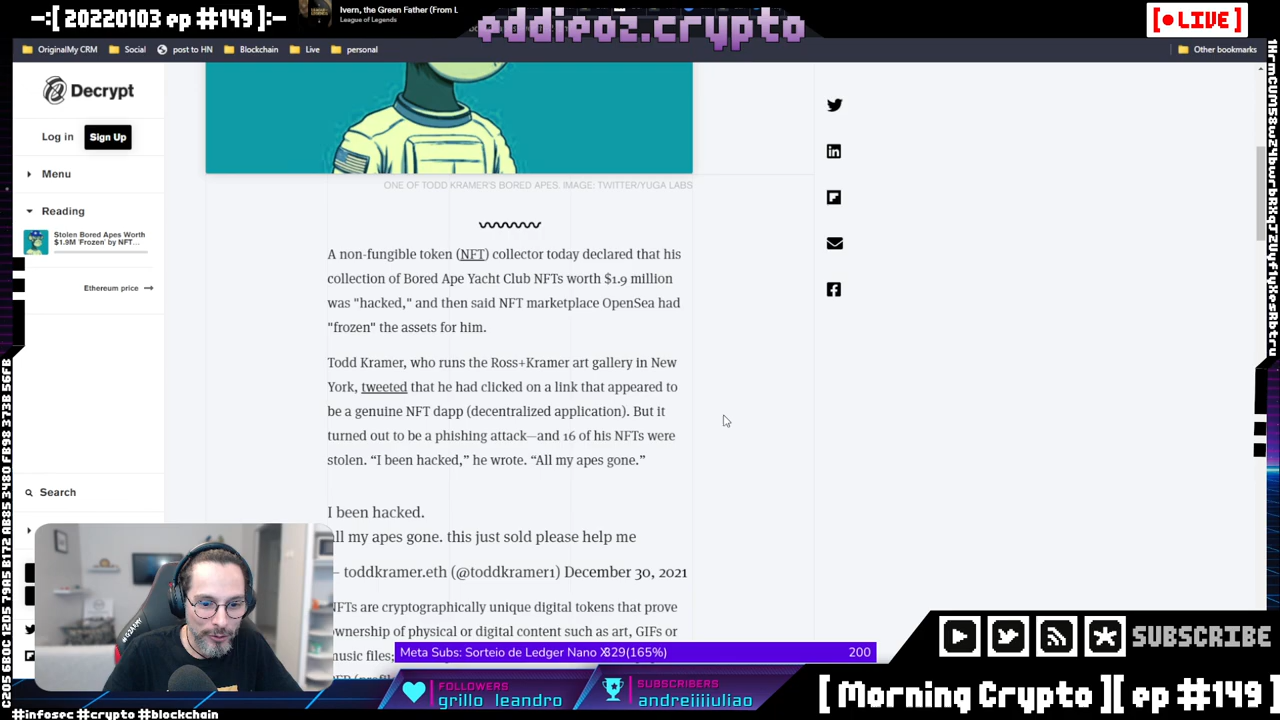 -:[ 20220103 ep #149 ]:-
Ivern, the Green Father (From L
League of Legends
eddieoz.crypto
[ ● LIVE ]
OriginalMy CRM
Social
post to HN
Blockchain
Live
personal
Other bookmarks
Decrypt
Log in
Sign Up
Menu
Reading
Stolen Bored Apes Worth
$1.9M 'Frozen' by NFT...
Ethereum price
Search
ONE OF TODD KRAMER'S BORED APES. IMAGE: TWITTER/YUGA LABS
A non-fungible token (NFT) collector today declared that his
collection of Bored Ape Yacht Club NFTs worth $1.9 million
was "hacked," and then said NFT marketplace OpenSea had
"frozen" the assets for him.
Todd Kramer, who runs the Ross+Kramer art gallery in New
York, tweeted that he had clicked on a link that appeared to
be a genuine NFT dapp (decentralized application). But it
turned out to be a phishing attack—and 16 of his NFTs were
stolen. “I been hacked,” he wrote. “All my apes gone.”
I been hacked.
all my apes gone. this just sold please help me
— toddkramer.eth (@toddkramer1) December 30, 2021
NFTs are cryptographically unique digital tokens that prove
ownership of physical or digital content such as art, GIFs or
music files;
Meta Subs: Sorteio de Ledger Nano X
329(165%)
200
FOLLOWERS
grillo_leandro
SUBSCRIBERS
andrejjjjuliao
SUBSCRIBE
[ Morning Crypto ][ ep #149 ]
#infosec #crypto #blockchain